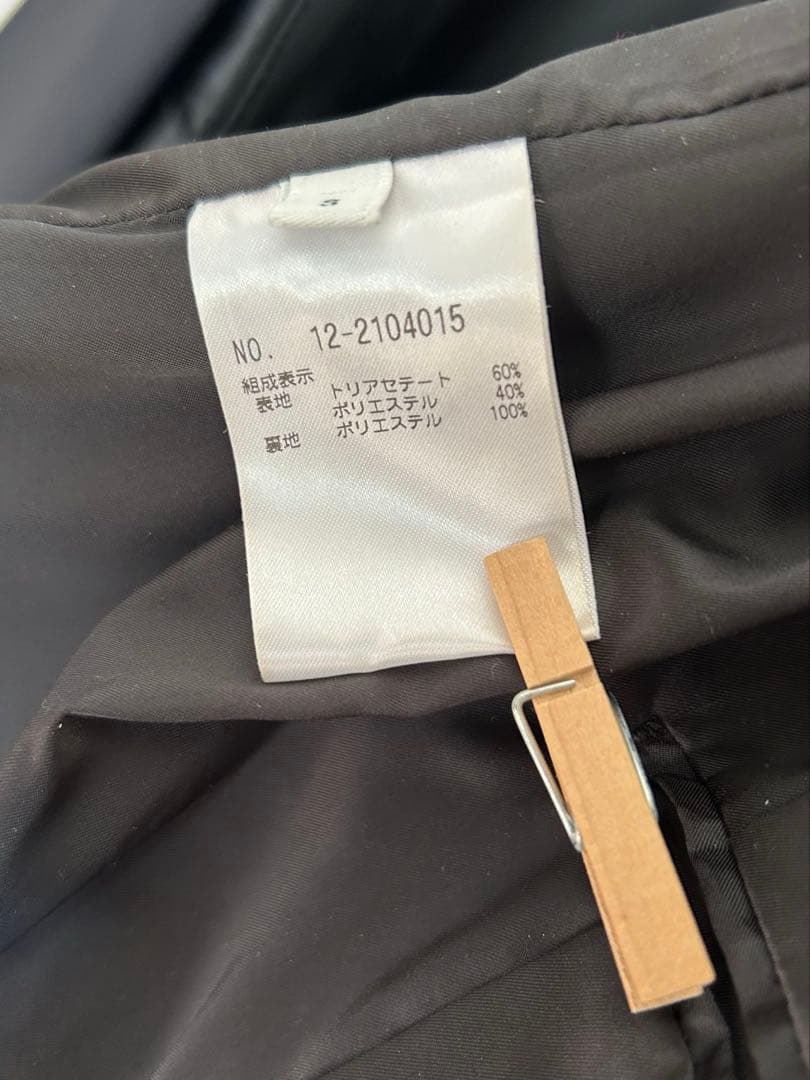 NO. 12-2104015
組成表示
表地 トリアセテート 60%
ポリエステル 40%
裏地 ポリエステル 100%